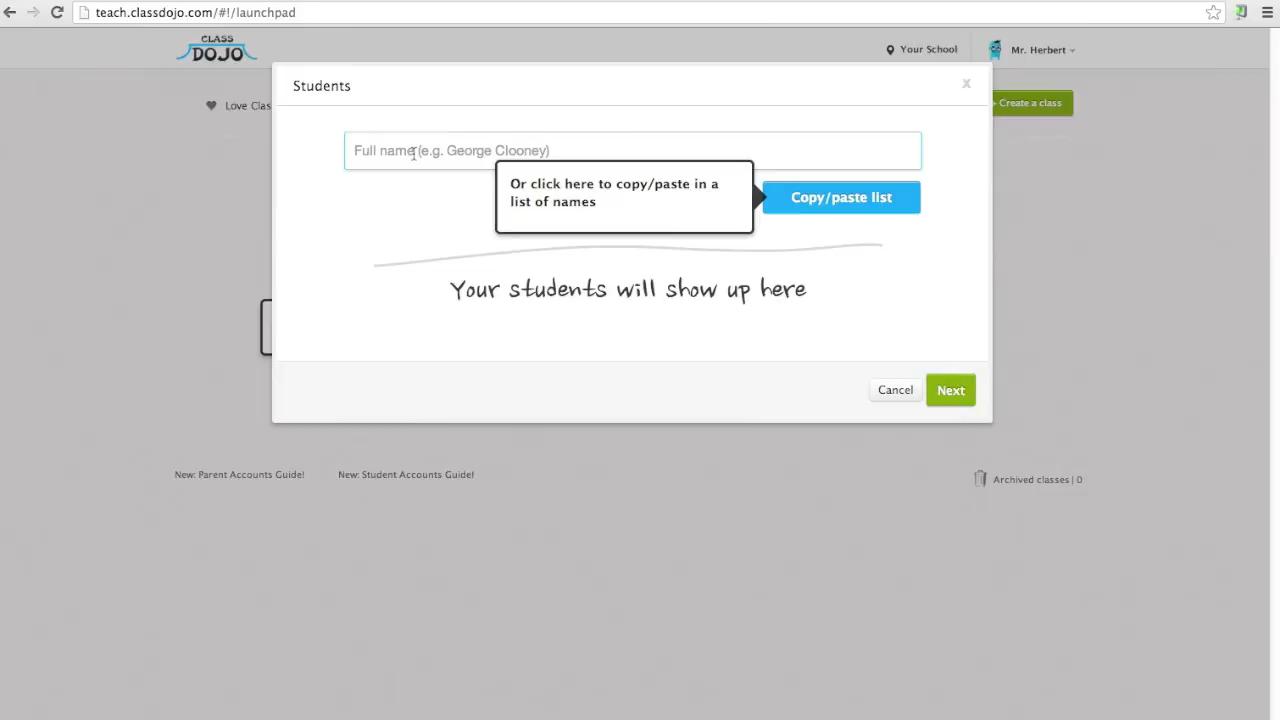 teach.classdojo.com/#!/launchpad
CLASS
DOJO
Your School
Mr. Herbert
Students
x
Love Clas
Create a class
Full name (e.g. George Clooney)
Or click here to copy/paste in a
list of names
Copy/paste list
Your students will show up here
Cancel
Next
New: Parent Accounts Guide!
New: Student Accounts Guide!
Archived classes | 0